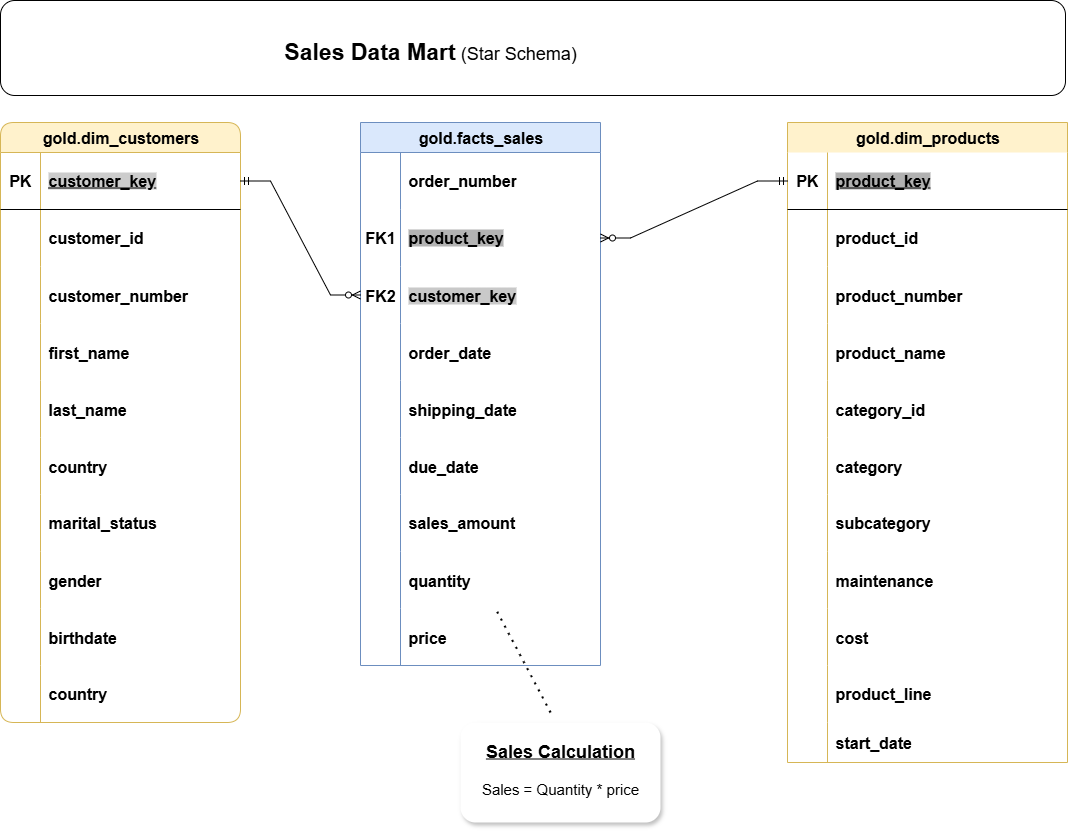 Sales Data Mart (Star Schema)
gold.dim_customers
PK customer_key
customer_id
customer_number
first_name
last_name
country
marital_status
gender
birthdate
country
gold.facts_sales
order_number
FK1 product_key
FK2 customer_key
order_date
shipping_date
due_date
sales_amount
quantity
price
Sales Calculation
Sales = Quantity * price
gold.dim_products
PK product_key
product_id
product_number
product_name
category_id
category
subcategory
maintenance
cost
product_line
start_date